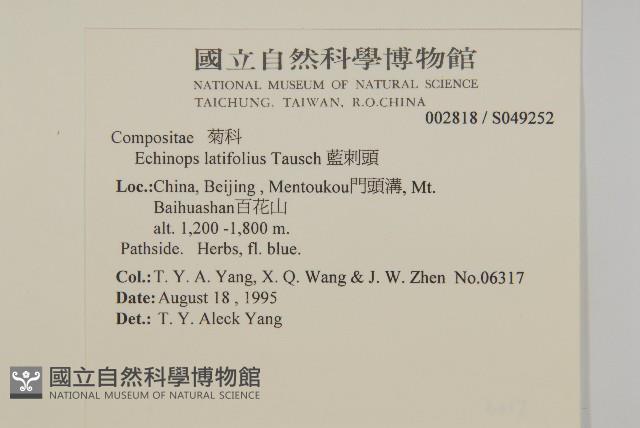 國立自然科學博物館
NATIONAL MUSEUM OF NATURAL SCIENCE
TAICHUNG, TAIWAN, R.O.CHINA
002818 / S049252
Compositae 菊科
Echinops latifolius Tausch 藍刺頭
Loc.:China, Beijing , Mentoukou門頭溝, Mt.
Baihuashan百花山
alt. 1,200 -1,800 m.
Pathside. Herbs, fl. blue.
Col.: T. Y. A. Yang, X. Q. Wang & J. W. Zhen No.06317
Date: August 18 , 1995
Det.: T. Y. Aleck Yang
國立自然科學博物館
NATIONAL MUSEUM OF NATURAL SCIENCE